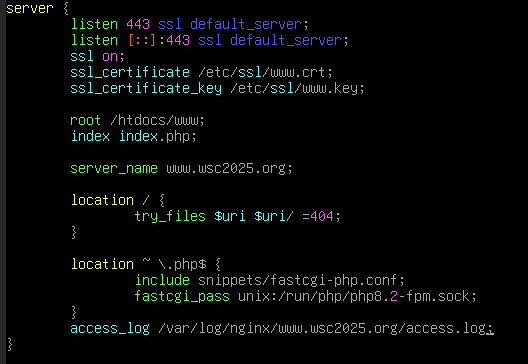 server {
listen 443 ssl default_server;
listen [::]:443 ssl default_server;
ssl on;
ssl_certificate /etc/ssl/www.crt;
ssl_certificate_key /etc/ssl/www.key;
root /htdocs/www;
index index.php;
server_name www.wsc2025.org;
location / {
try_files $uri $uri/ =404;
}
location ~ \.php$ {
include snippets/fastcgi-php.conf;
fastcgi_pass unix:/run/php/php8.2-fpm.sock;
}
access_log /var/log/nginx/www.wsc2025.org/access.log;
}